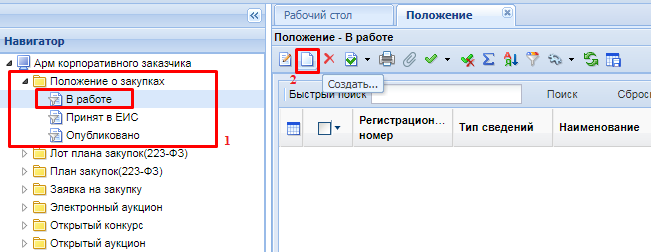 Навигатор
Арм корпоративного заказчика
Положение о закупках
В работе
Принят в ЕИС
Опубликовано
1
Лот плана закупок(223-ФЗ)
План закупок(223-ФЗ)
Заявка на закупку
Электронный аукцион
Открытый конкурс
Открытый аукцион
Рабочий стол
Положение
Положение - В работе
2
Создать...
Быстрый поиск
Поиск
Сброс
Регистрацион... номер
Тип сведений
Наименование